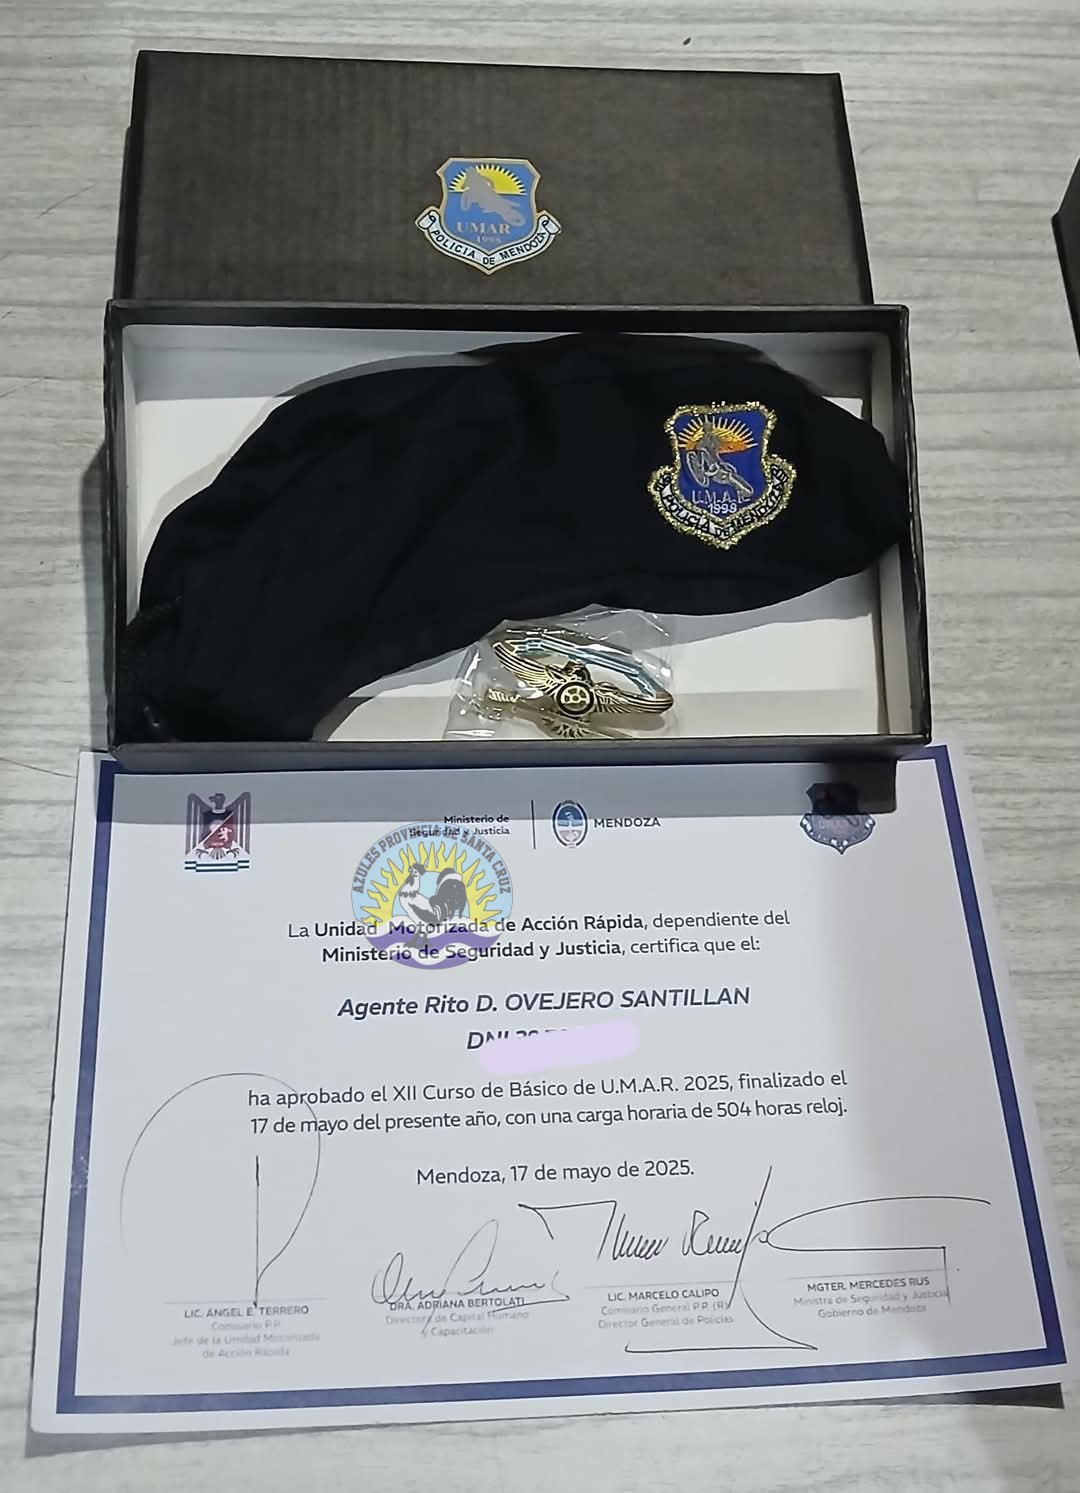 UMAR
1998
POLICIA DE MENDOZA
U.M.A.R.
1998
POLICIA DE MENDOZA
Ministerio de
Seguridad y Justicia
MENDOZA
AZULES PROVINCIA DE SANTA CRUZ
La Unidad Motorizada de Acción Rápida, dependiente del
Ministerio de Seguridad y Justicia, certifica que el:
Agente Rito D. OVEJERO SANTILLAN
DNI
ha aprobado el XII Curso de Básico de U.M.A.R. 2025, finalizado el
17 de mayo del presente año, con una carga horaria de 504 horas reloj.
Mendoza, 17 de mayo de 2025.
LIC. ANGEL E. TERRERO
Comisario P.P.
Jefe de la Unidad Motorizada
de Acción Rápida
DRA. ADRIANA BERTOLATI
Directora de Capital Humano
y Capacitación
LIC. MARCELO CALIPO
Comisario General P.P. (R)
Director General de Policías
MGTER. MERCEDES RUS
Ministra de Seguridad y Justicia
Gobierno de Mendoza